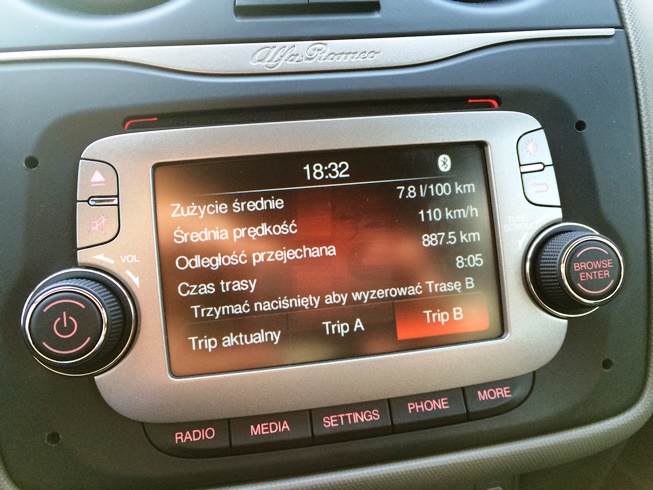 Alfa Romeo
18:32
Zużycie średnie 7.8 l/100 km
Średnia prędkość 110 km/h
Odległość przejechana 887.5 km
Czas trasy 8:05
Trzymać naciśnięty aby wyzerować Trasę B
Trip aktualny Trip A Trip B
VOL
TUNE
SCROLL
BROWSE
ENTER
RADIO MEDIA SETTINGS PHONE MORE